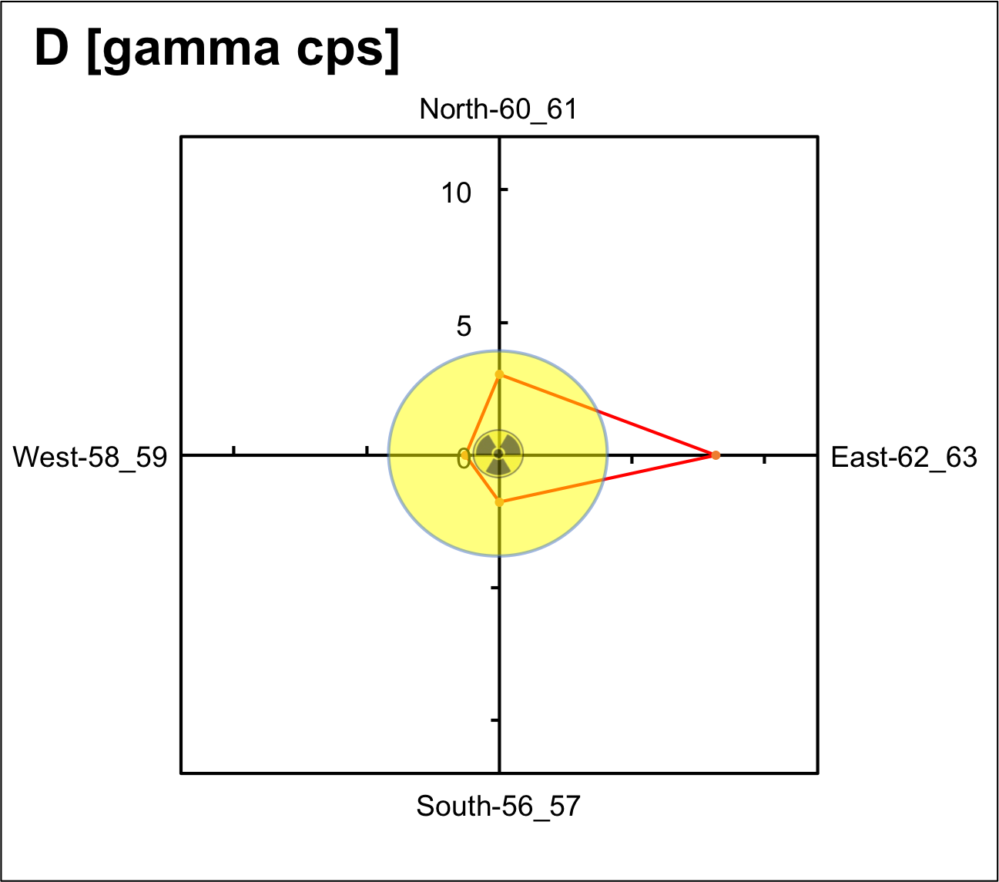 D [gamma cps]
North-60_61
10
5
West-58_59
0
East-62_63
South-56_57